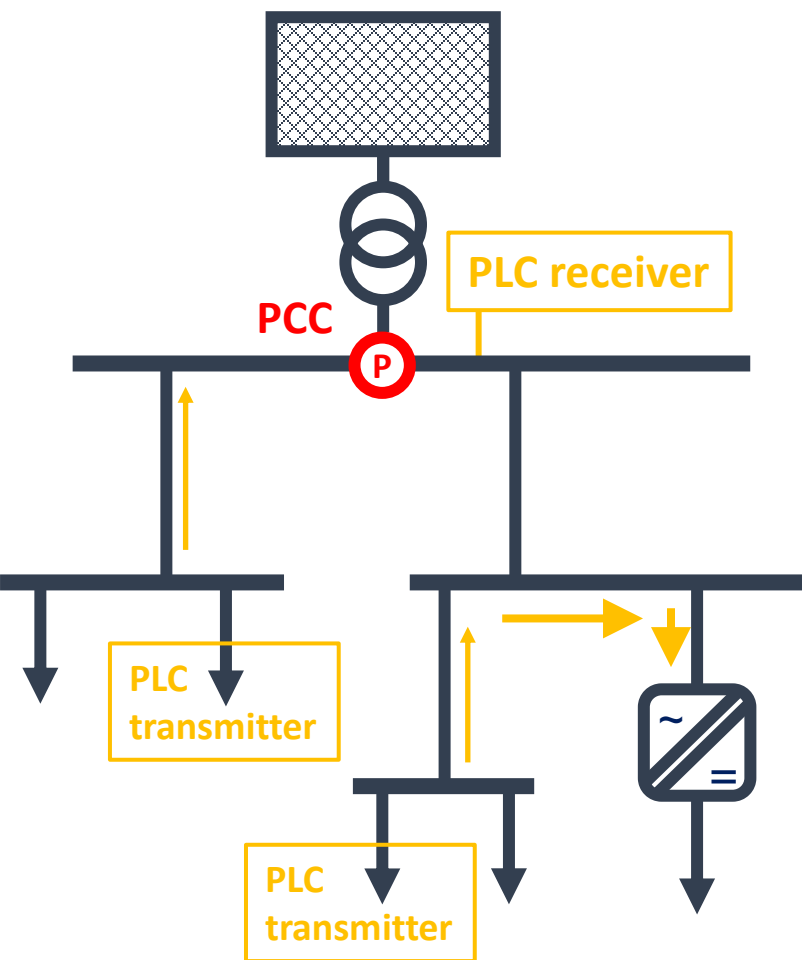 PLC receiver
PCC
P
PLC
transmitter
~
=
PLC
transmitter